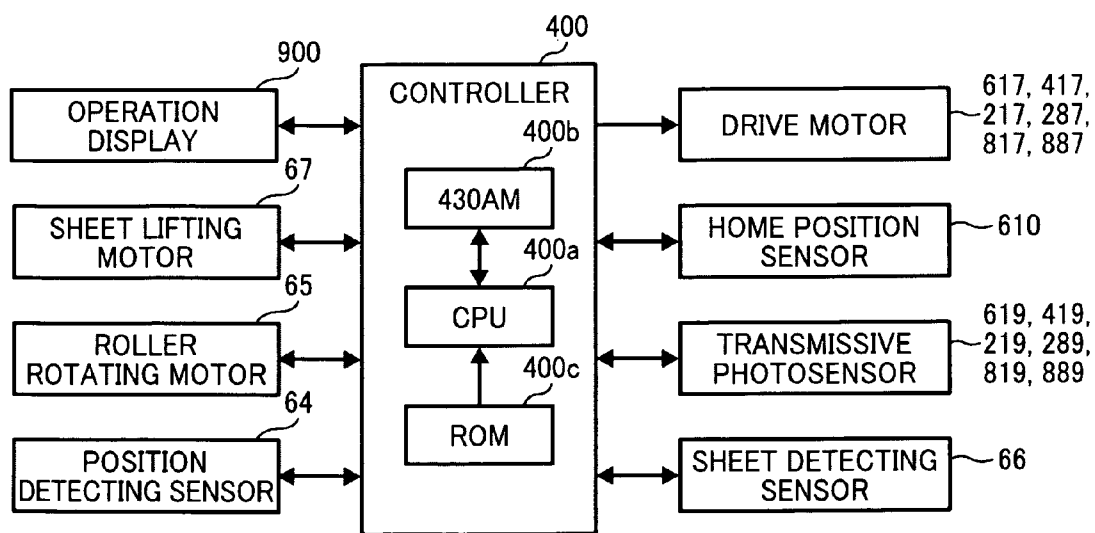 900
OPERATION
DISPLAY
67
SHEET LIFTING
MOTOR
65
ROLLER
ROTATING MOTOR
64
POSITION
DETECTING SENSOR
400
CONTROLLER
400b
430AM
400a
CPU
400c
ROM
DRIVE MOTOR
617, 417,
217, 287,
817, 887
HOME POSITION
SENSOR
610
TRANSMISSIVE
PHOTOSENSOR
619, 419,
219, 289,
819, 889
SHEET DETECTING
SENSOR
66